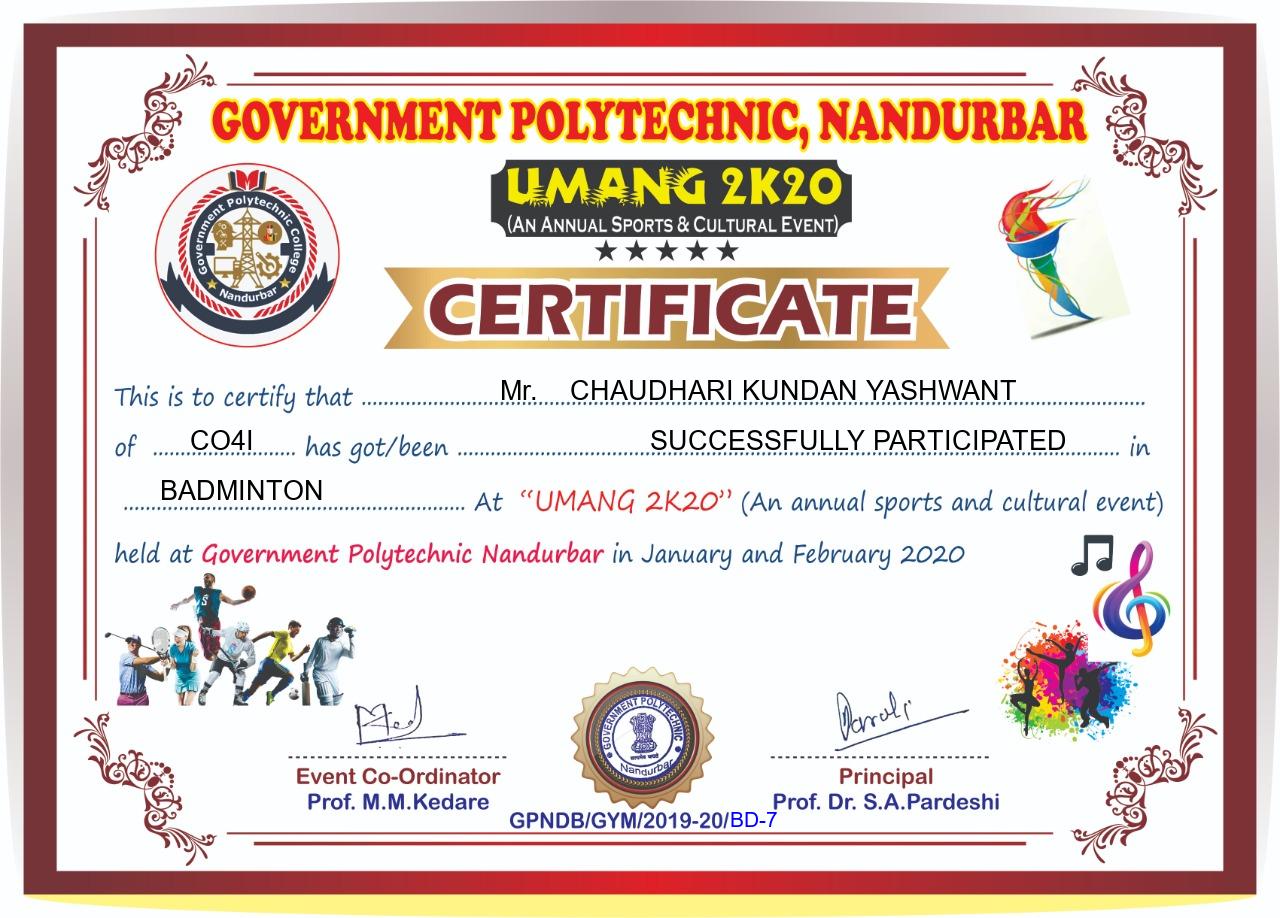 GOVERNMENT POLYTECHNIC, NANDURBAR
UMANG 2K20
(AN ANNUAL SPORTS & CULTURAL EVENT)
Government Polytechnic College
Nandurbar
CERTIFICATE
This is to certify that Mr. CHAUDHARI KUNDAN YASHWANT
of CO4I has got/been SUCCESSFULLY PARTICIPATED in
BADMINTON At “UMANG 2K20” (An annual sports and cultural event)
held at Government Polytechnic Nandurbar in January and February 2020
S
GOVERNMENT POLYTECHNIC
सत्यमेव जयते
Nandurbar
Event Co-Ordinator
Prof. M.M.Kedare
Principal
Prof. Dr. S.A.Pardeshi
GPNDB/GYM/2019-20/BD-7